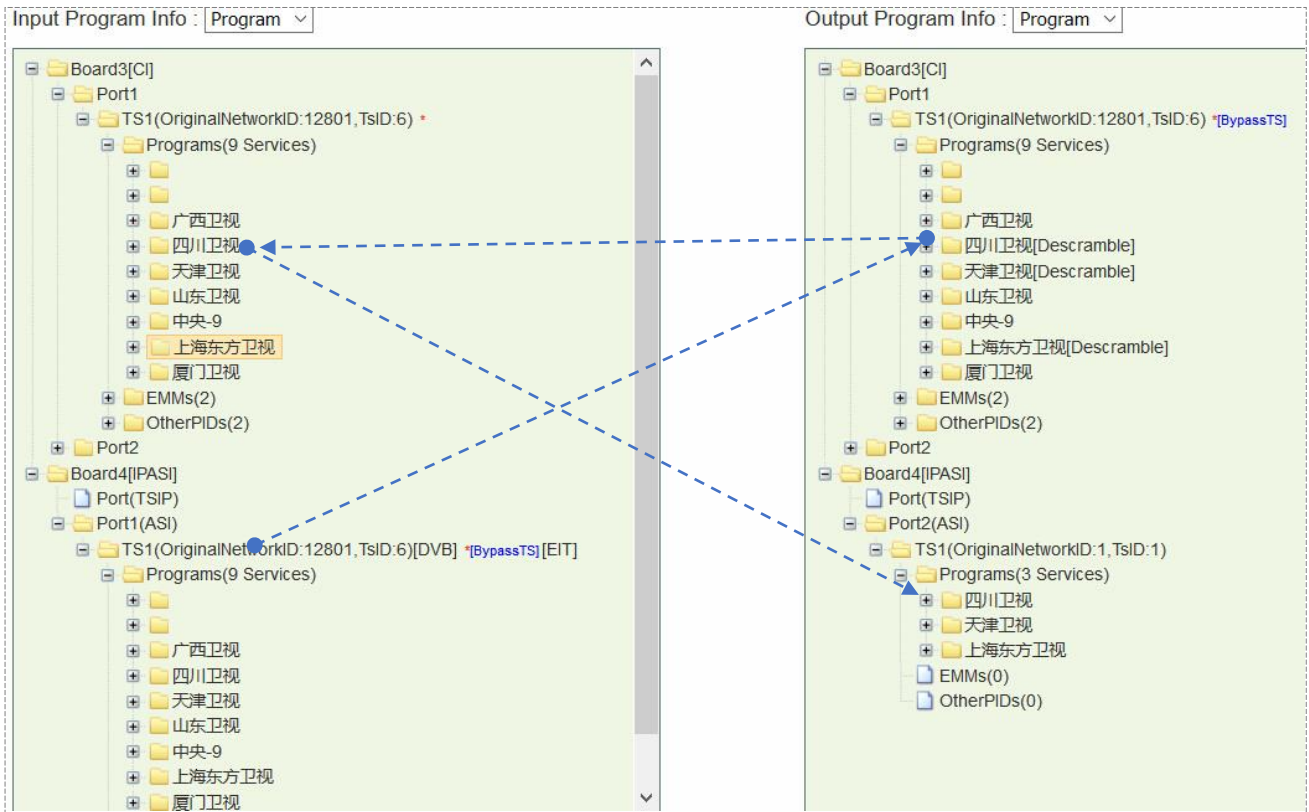 Input Program Info : Program
Board3[CI]
Port1
TS1(OriginalNetworkID:12801,TsID:6) *
Programs(9 Services)
广西卫视
四川卫视
天津卫视
山东卫视
中央-9
上海东方卫视
厦门卫视
EMMs(2)
OtherPIDs(2)
Port2
Board4[IPASI]
Port(TSIP)
Port1(ASI)
TS1(OriginalNetworkID:12801,TsID:6)[DVB] *[BypassTS] [EIT]
Programs(9 Services)
广西卫视
四川卫视
天津卫视
山东卫视
中央-9
上海东方卫视
厦门卫视
Output Program Info : Program
Board3[CI]
Port1
TS1(OriginalNetworkID:12801,TsID:6) *[BypassTS]
Programs(9 Services)
广西卫视
四川卫视[Descramble]
天津卫视[Descramble]
山东卫视
中央-9
上海东方卫视[Descramble]
厦门卫视
EMMs(2)
OtherPIDs(2)
Port2
Board4[IPASI]
Port(TSIP)
Port2(ASI)
TS1(OriginalNetworkID:1,TsID:1)
Programs(3 Services)
四川卫视
天津卫视
上海东方卫视
EMMs(0)
OtherPIDs(0)